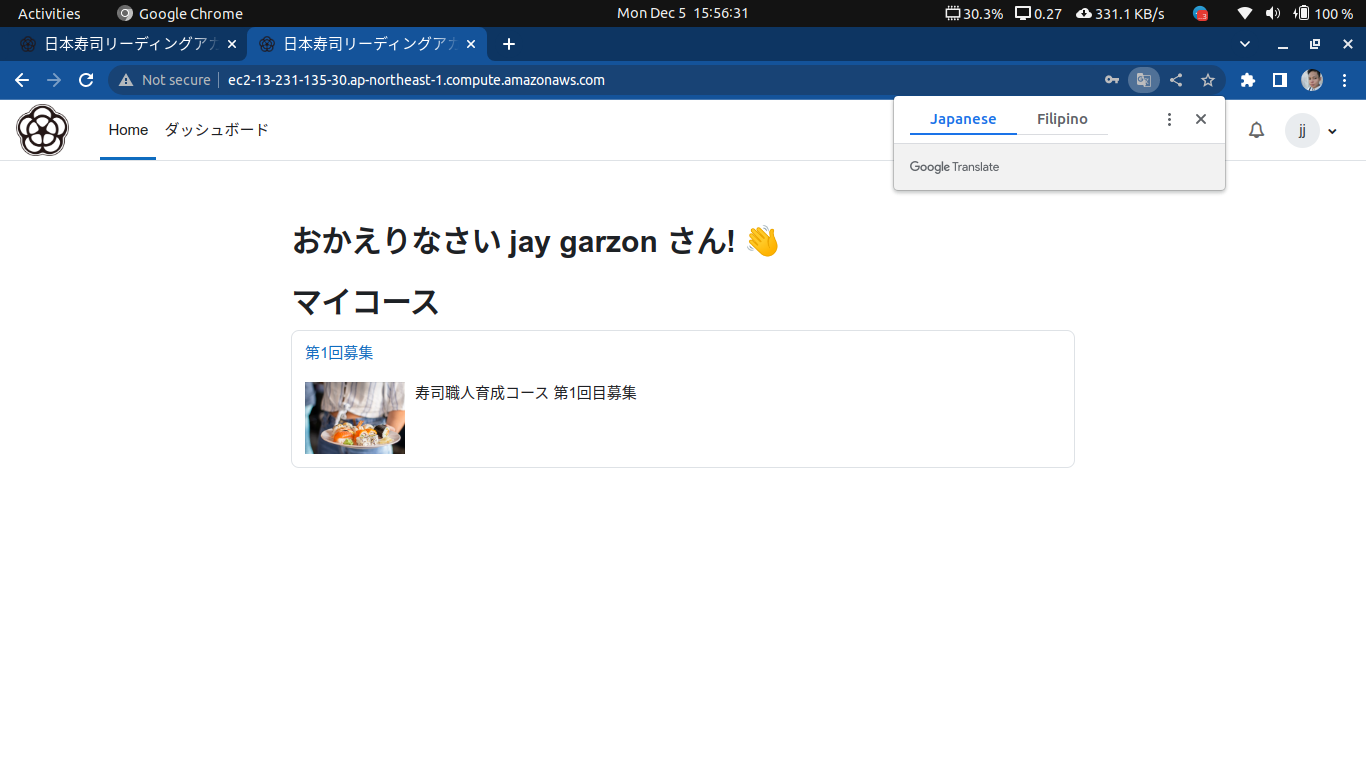 Activities Google Chrome Mon Dec 5 15:56:31 30.3% 0.27 331.1 KB/s 3 100 %
日本寿司リーディングアカ 日本寿司リーディングアカ
Not secure ec2-13-231-135-30.ap-northeast-1.compute.amazonaws.com
Japanese Filipino
Google Translate
Home ダッシュボード jj
おかえりなさい jay garzon さん! 👋
マイコース
第1回募集
寿司職人育成コース 第1回目募集